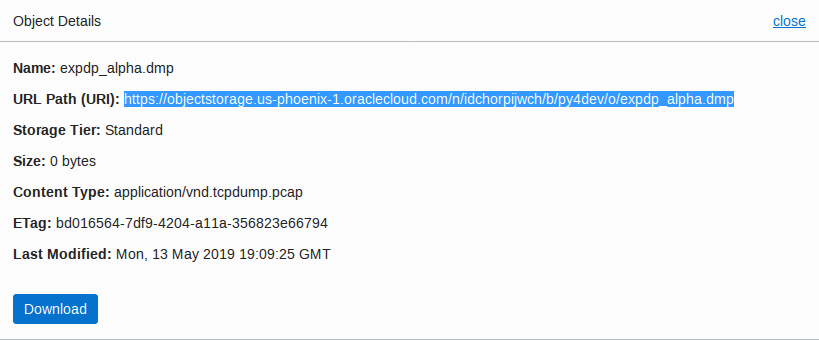 Object Details
close
Name: expdp_alpha.dmp
URL Path (URI): https://objectstorage.us-phoenix-1.oraclecloud.com/n/idchorpijwch/b/py4dev/o/expdp_alpha.dmp
Storage Tier: Standard
Size: 0 bytes
Content Type: application/vnd.tcpdump.pcap
ETag: bd016564-7df9-4204-a11a-356823e66794
Last Modified: Mon, 13 May 2019 19:09:25 GMT
Download